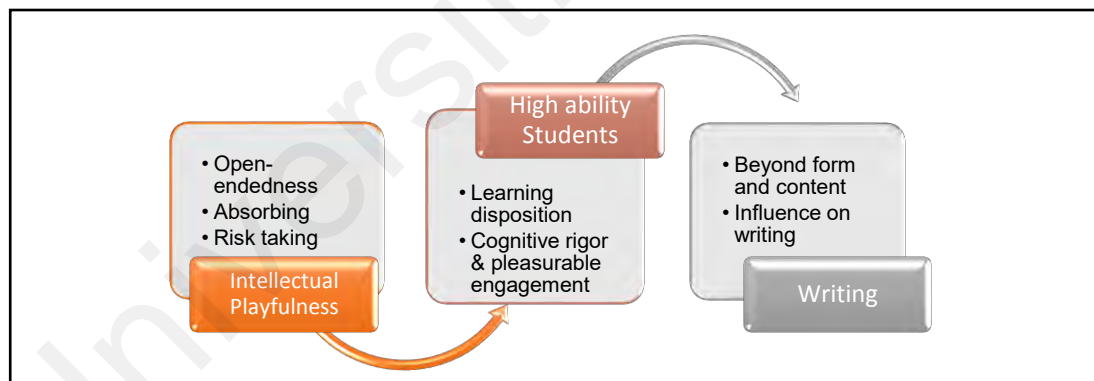 • Open-
endedness
• Absorbing
• Risk taking
Intellectual
Playfulness
High ability
Students
• Learning
disposition
• Cognitive rigor
& pleasurable
engagement
• Beyond form
and content
• Influence on
writing
Writing